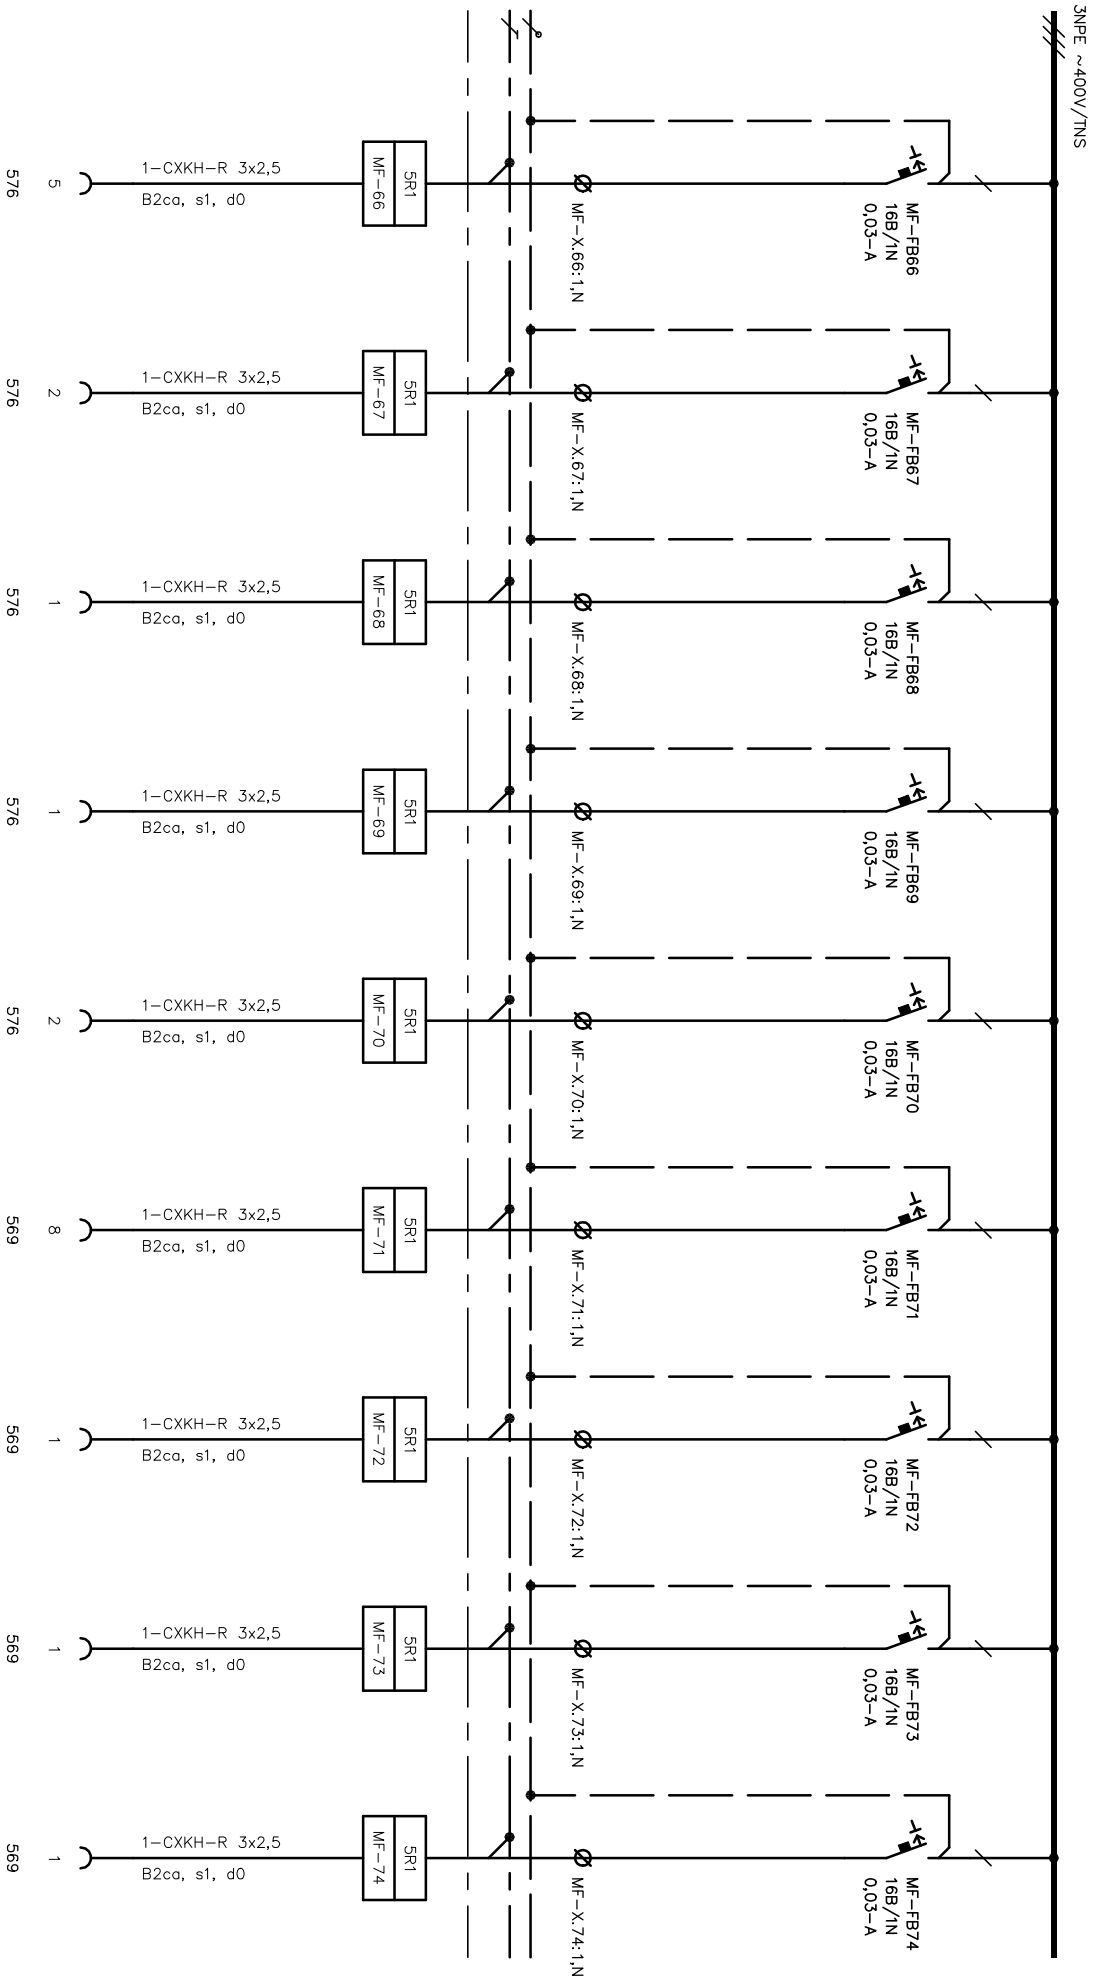 3NPE ~400V/TNS
MF-FB66
16B/1N
0,03-A
MF-X.66:1,N
5R1
MF-66
1-CXKH-R 3x2,5
B2ca, s1, d0
5
576
MF-FB67
16B/1N
0,03-A
MF-X.67:1,N
5R1
MF-67
1-CXKH-R 3x2,5
B2ca, s1, d0
2
576
MF-FB68
16B/1N
0,03-A
MF-X.68:1,N
5R1
MF-68
1-CXKH-R 3x2,5
B2ca, s1, d0
1
576
MF-FB69
16B/1N
0,03-A
MF-X.69:1,N
5R1
MF-69
1-CXKH-R 3x2,5
B2ca, s1, d0
1
576
MF-FB70
16B/1N
0,03-A
MF-X.70:1,N
5R1
MF-70
1-CXKH-R 3x2,5
B2ca, s1, d0
2
576
MF-FB71
16B/1N
0,03-A
MF-X.71:1,N
5R1
MF-71
1-CXKH-R 3x2,5
B2ca, s1, d0
8
569
MF-FB72
16B/1N
0,03-A
MF-X.72:1,N
5R1
MF-72
1-CXKH-R 3x2,5
B2ca, s1, d0
1
569
MF-FB73
16B/1N
0,03-A
MF-X.73:1,N
5R1
MF-73
1-CXKH-R 3x2,5
B2ca, s1, d0
1
569
MF-FB74
16B/1N
0,03-A
MF-X.74:1,N
5R1
MF-74
1-CXKH-R 3x2,5
B2ca, s1, d0
1
569